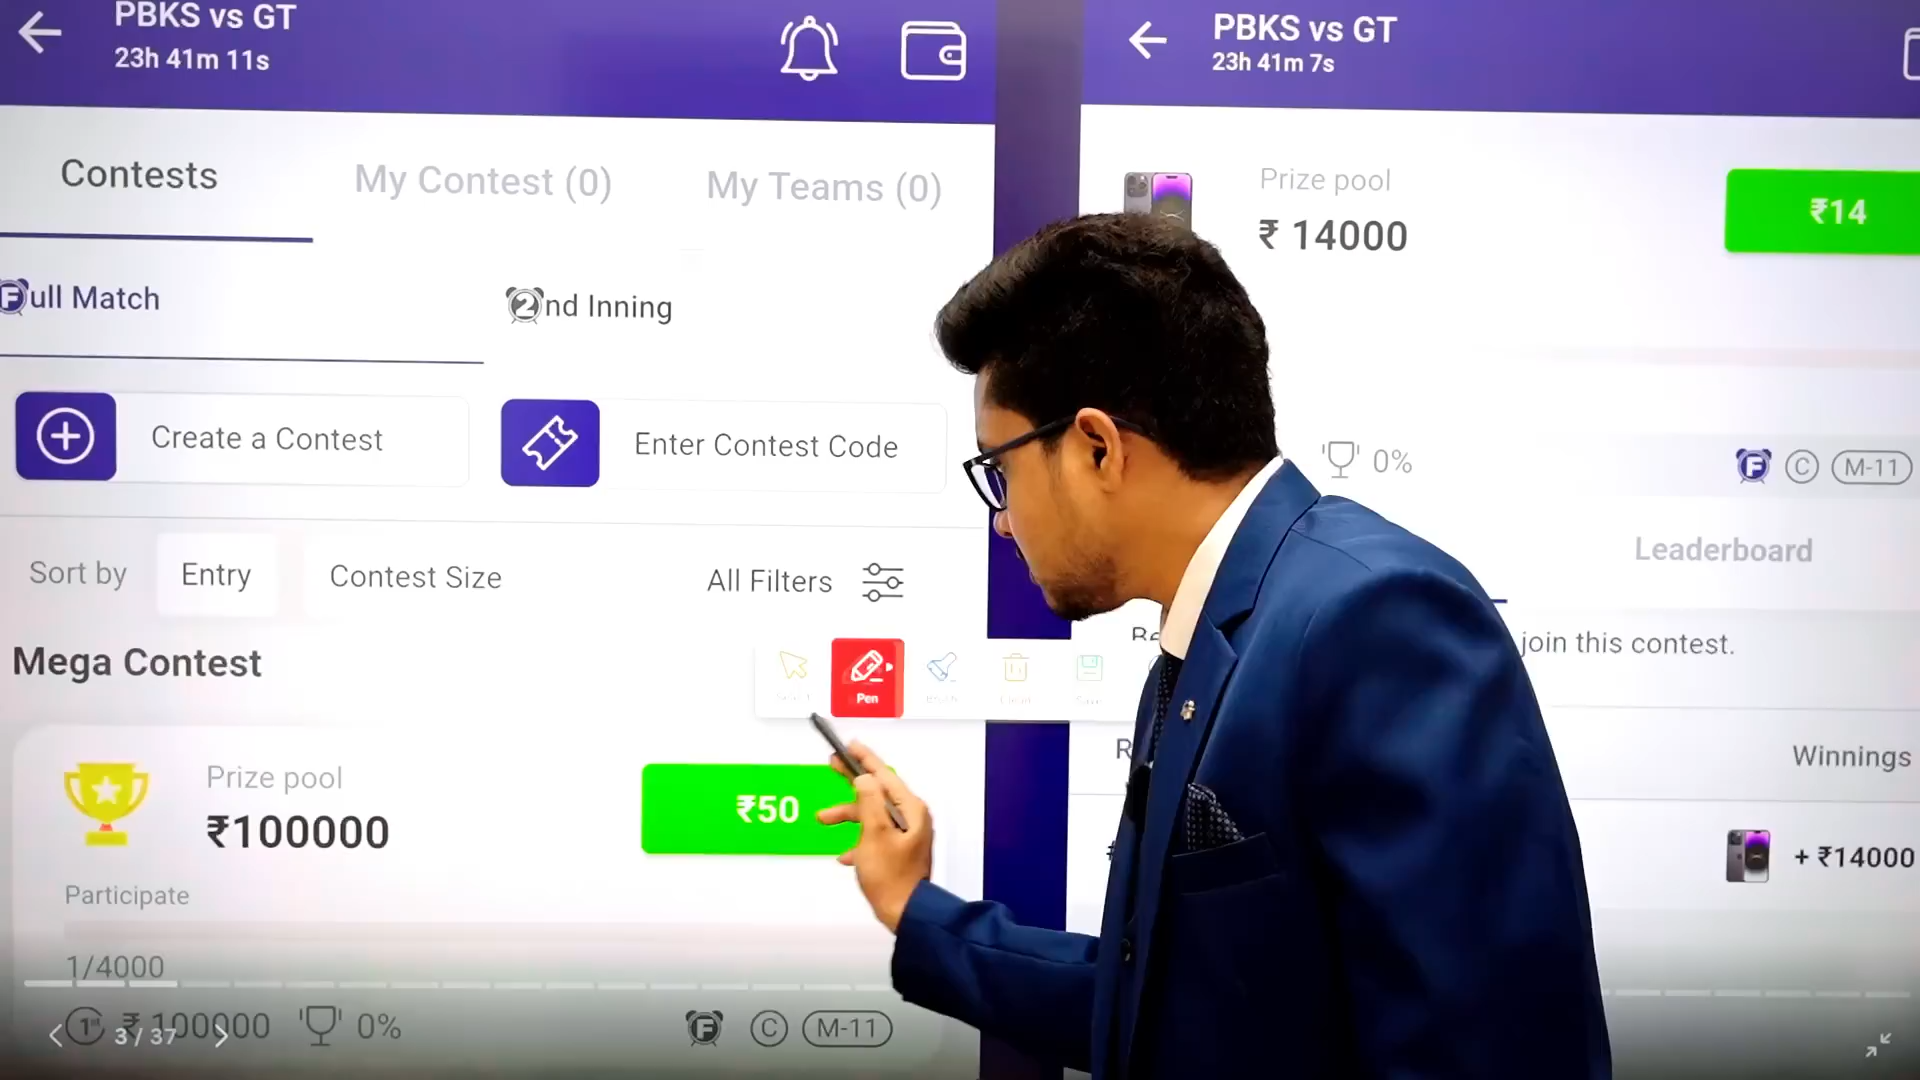 PBKS vs GT
23h 41m 11s
Contests
My Contest (0)
My Teams (0)
Full Match
2nd Inning
Create a Contest
Enter Contest Code
Sort by
Entry
Contest Size
All Filters
Mega Contest
Pen
Prize pool
₹100000
₹50
Participate
1/4000
1st
₹ 100000
0%
F
C
M-11
3 / 37
PBKS vs GT
23h 41m 7s
Prize pool
₹ 14000
₹14
0%
F
C
M-11
Leaderboard
join this contest.
Winnings
+ ₹14000